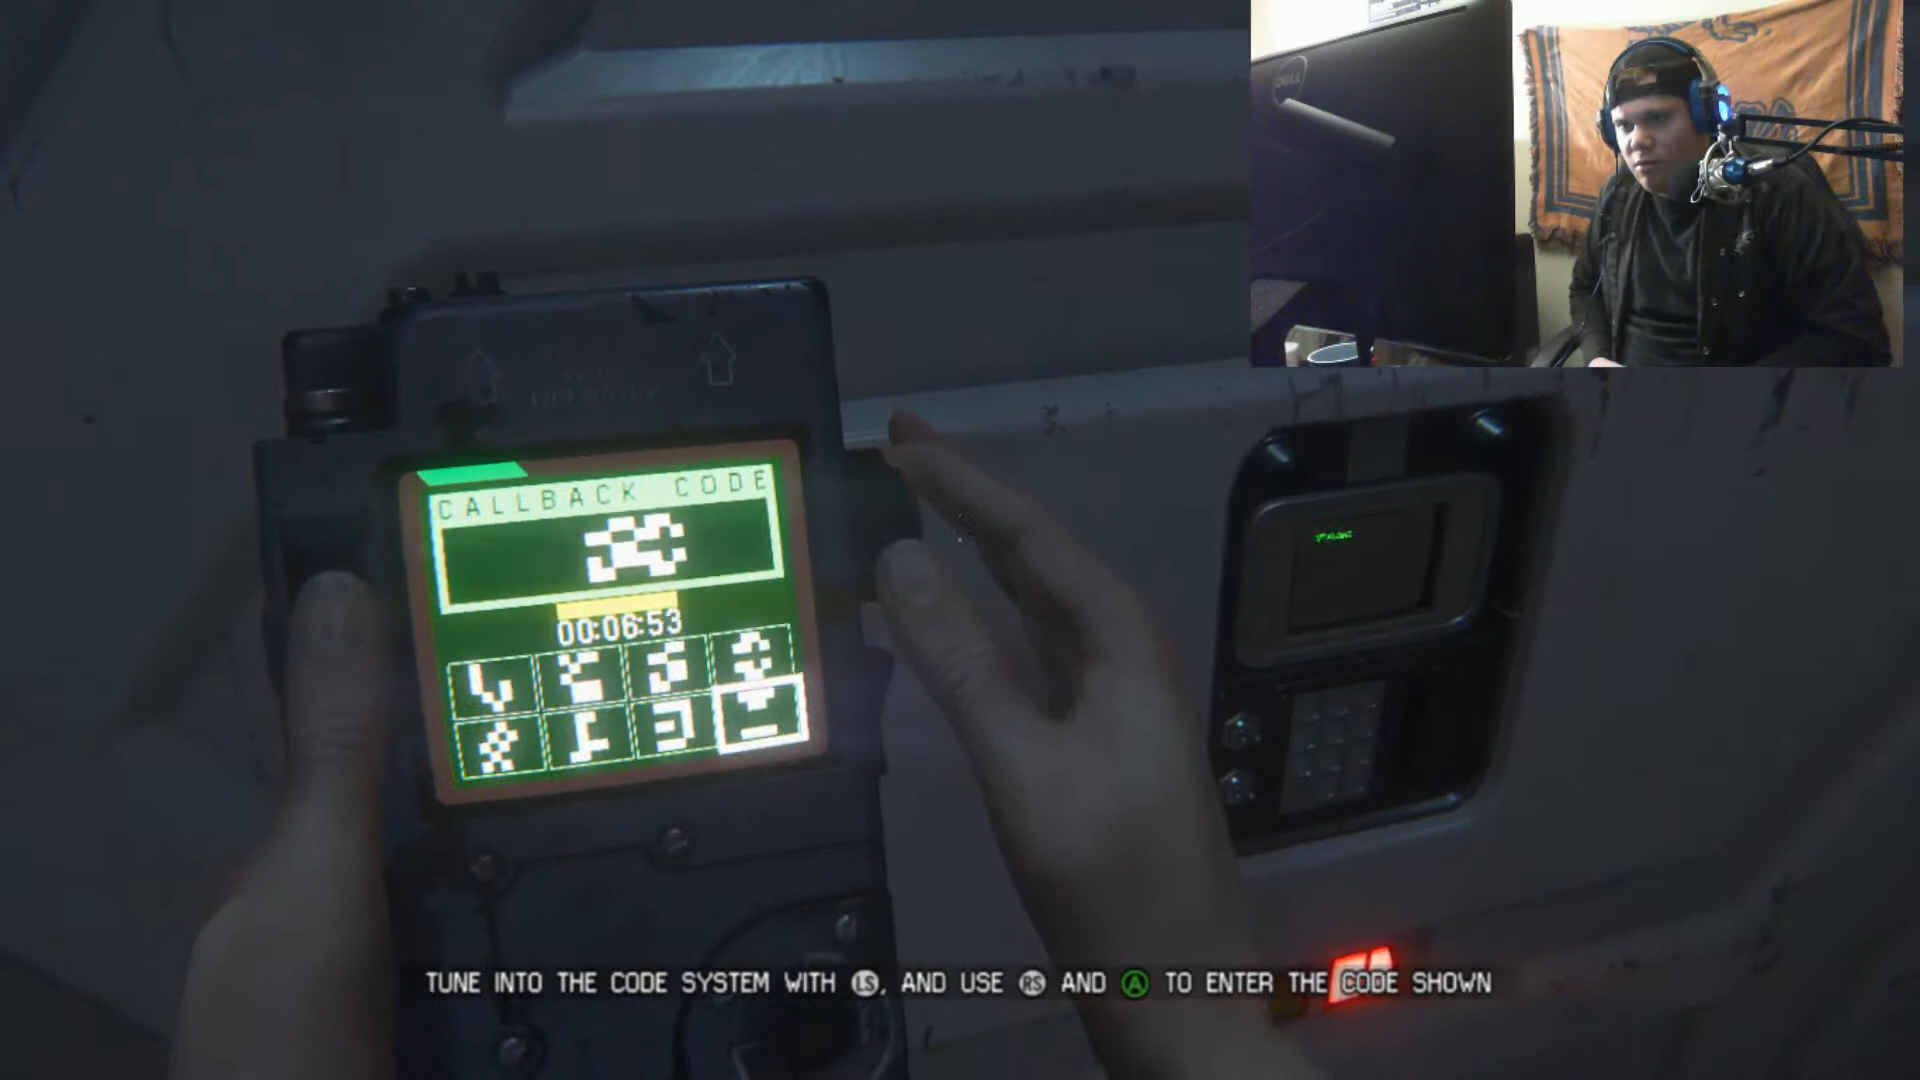 DELL
CALLBACK CODE
00:06:53
TUNE INTO THE CODE SYSTEM WITH LS, AND USE RS AND A TO ENTER THE CODE SHOWN